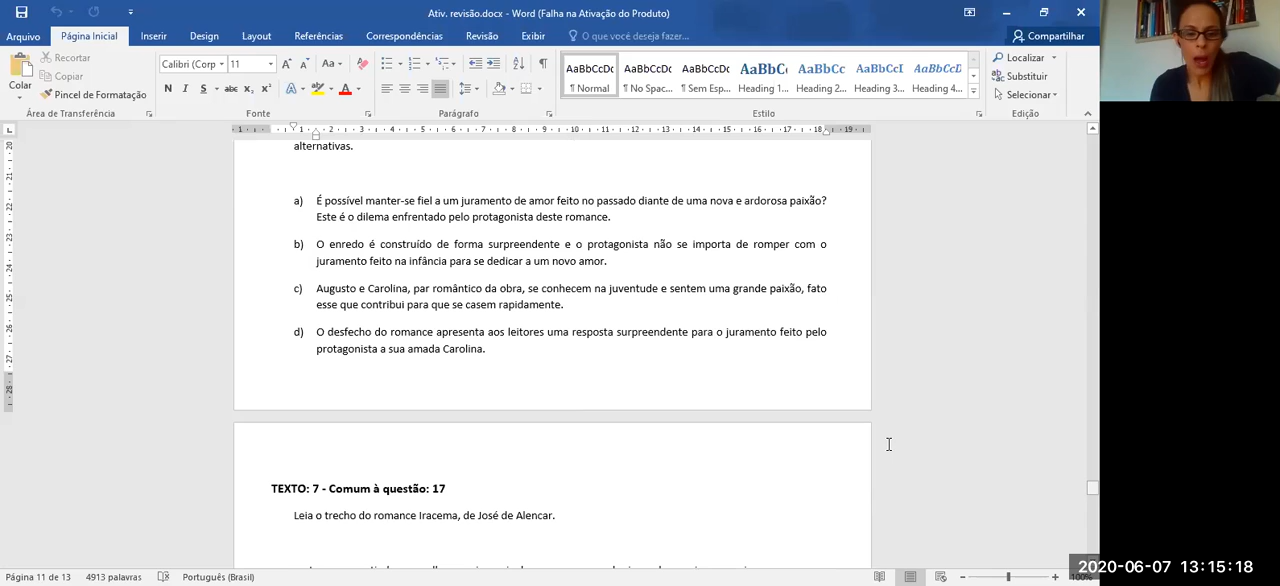 Ativ. revisão.docx - Word (Falha na Ativação do Produto)
Arquivo Página Inicial Inserir Design Layout Referências Correspondências Revisão Exibir O que você deseja fazer... Compartilhar
Colar
Recortar
Copiar
Pincel de Formatação
Área de Transferência
Calibri (Corp 11
Fonte
Parágrafo
AaBbCcDc AaBbCcDc AaBbCcDc AaBbC AaBbCc AaBbCcI AaBbCcD
¶ Normal ¶ No Spac... ¶ Sem Esp... Heading 1... Heading 2... Heading 3... Heading 4...
Estilo
Localizar
Substituir
Selecionar
Edição
alternativas.
a) É possível manter-se fiel a um juramento de amor feito no passado diante de uma nova e ardorosa paixão?
Este é o dilema enfrentado pelo protagonista deste romance.
b) O enredo é construído de forma surpreendente e o protagonista não se importa de romper com o
juramento feito na infância para se dedicar a um novo amor.
c) Augusto e Carolina, par romântico da obra, se conhecem na juventude e sentem uma grande paixão, fato
esse que contribui para que se casem rapidamente.
d) O desfecho do romance apresenta aos leitores uma resposta surpreendente para o juramento feito pelo
protagonista a sua amada Carolina.
TEXTO: 7 - Comum à questão: 17
Leia o trecho do romance Iracema, de José de Alencar.
Página 11 de 13 4913 palavras Português (Brasil) 100%
2020-06-07 13:15:18